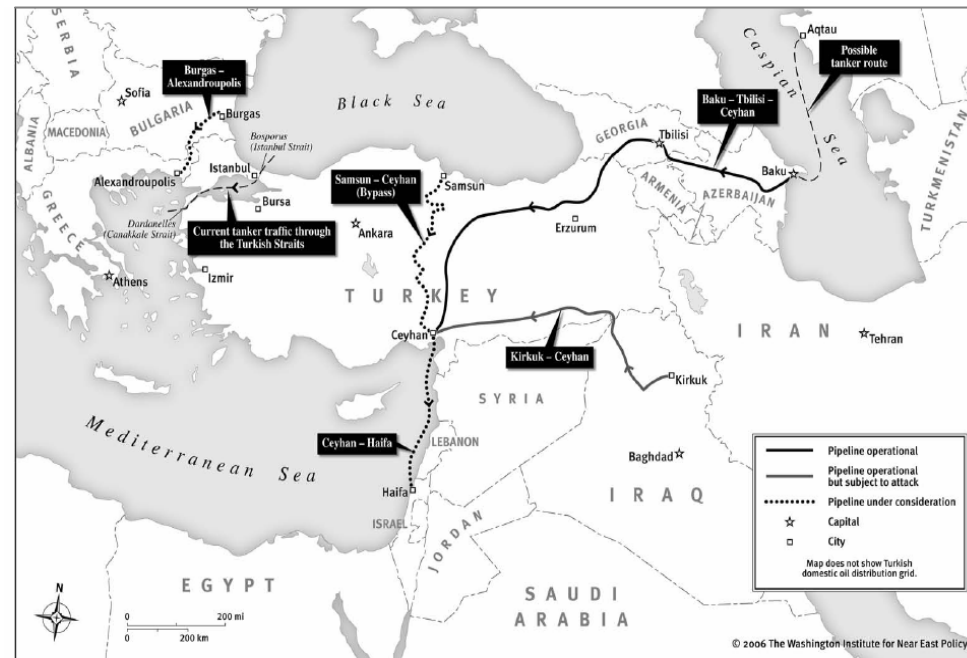 Aqtau
Caspian
Sea
Possible
tanker route
SERBIA
Sofia
Burgas –
Alexandroupolis
BULGARIA
Burgas
Black Sea
Baku – Tbilisi –
Ceyhan
GEORGIA
Tbilisi
ALBANIA
MACEDONIA
Bosporus
(Istanbul Strait)
Istanbul
Alexandroupolis
Samsun – Ceyhan
(Bypass)
Samsun
ARMENIA
AZERBAIJAN
Baku
TURKMENISTAN
GREECE
Bursa
Dardanelles
(Canakkale Strait)
Current tanker traffic through
the Turkish Straits
Ankara
Erzurum
Athens
Izmir
TURKEY
IRAN
Tehran
Ceyhan
Kirkuk – Ceyhan
Kirkuk
SYRIA
Mediterranean Sea
Ceyhan – Haifa
LEBANON
Haifa
Baghdad
IRAQ
ISRAEL
JORDAN
EGYPT
SAUDI
ARABIA
N
200 mi
200 km
Pipeline operational
Pipeline operational
but subject to attack
Pipeline under consideration
Capital
City
Map does not show Turkish
domestic oil distribution grid.
© 2006 The Washington Institute for Near East Policy